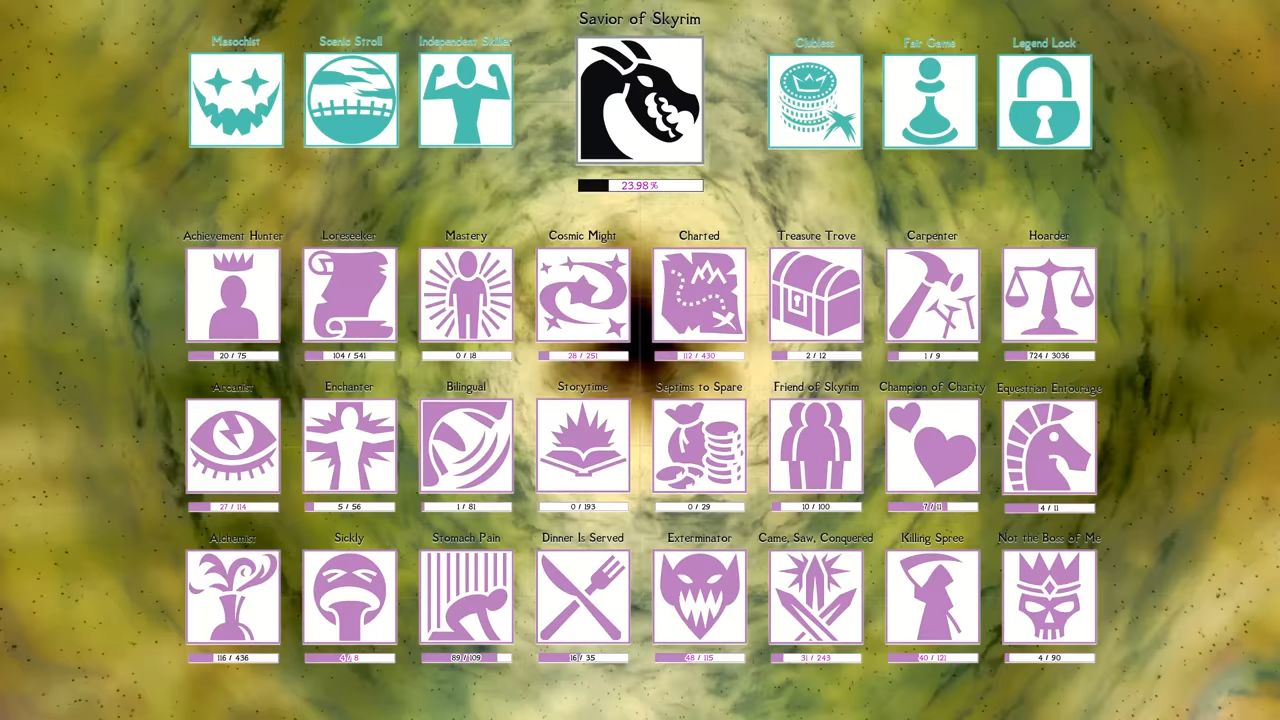 Savior of Skyrim
Masochist
Scenic Stroll
Independent Skiller
Clubless
Fair Game
Legend Lock
23.98 %
Achievement Hunter
Loreseeker
Mastery
Cosmic Might
Charted
Treasure Trove
Carpenter
Hoarder
20 / 75
104 / 541
0 / 18
28 / 251
112 / 430
2 / 12
1 / 9
724 / 3036
Arcanist
Enchanter
Bilingual
Storytime
Septims to Spare
Friend of Skyrim
Champion of Charity
Equestrian Entourage
27 / 114
5 / 56
1 / 81
0 / 193
0 / 29
10 / 100
7 / 11
4 / 11
Alchemist
Sickly
Stomach Pain
Dinner Is Served
Exterminator
Came, Saw, Conquered
Killing Spree
Not the Boss of Me
116 / 436
4 / 8
89 / 109
16 / 35
48 / 115
31 / 243
40 / 121
4 / 90